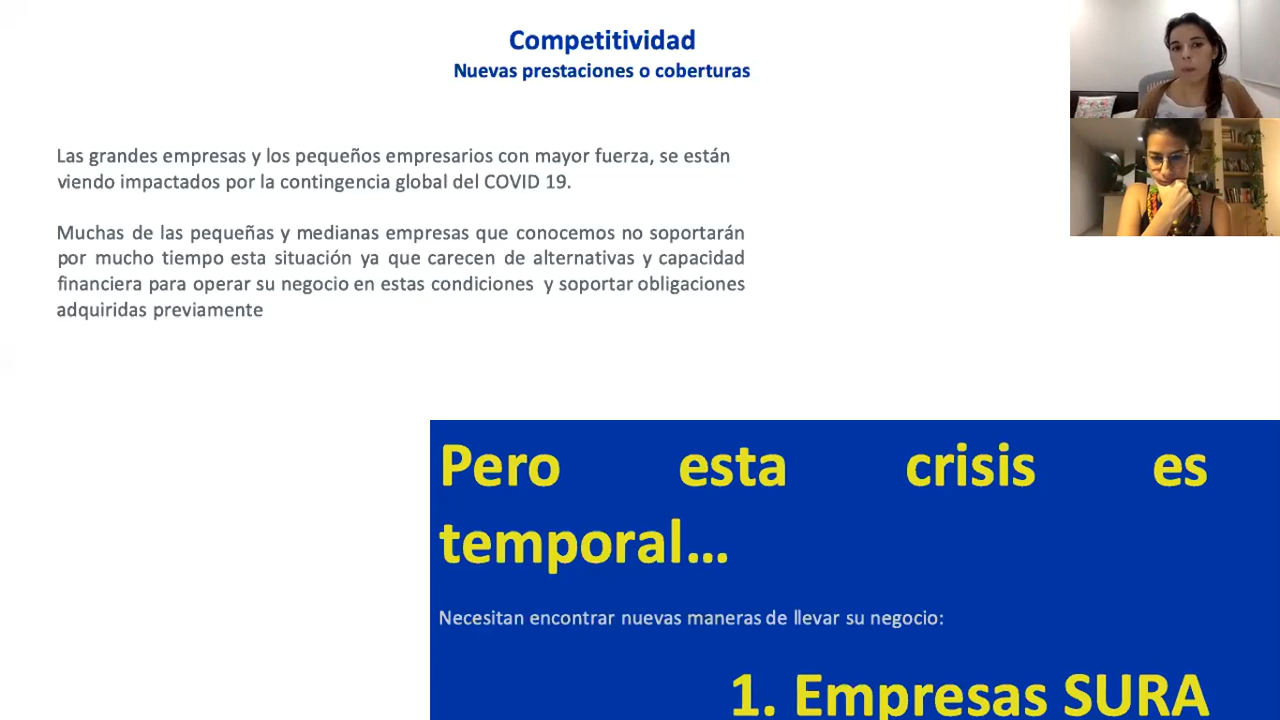 Competitividad
Nuevas prestaciones o coberturas
Las grandes empresas y los pequeños empresarios con mayor fuerza, se están
viendo impactados por la contingencia global del COVID 19.
Muchas de las pequeñas y medianas empresas que conocemos no soportarán
por mucho tiempo esta situación ya que carecen de alternativas y capacidad
financiera para operar su negocio en estas condiciones y soportar obligaciones
adquiridas previamente
Pero esta crisis es
temporal...
Necesitan encontrar nuevas maneras de llevar su negocio:
1. Empresas SURA